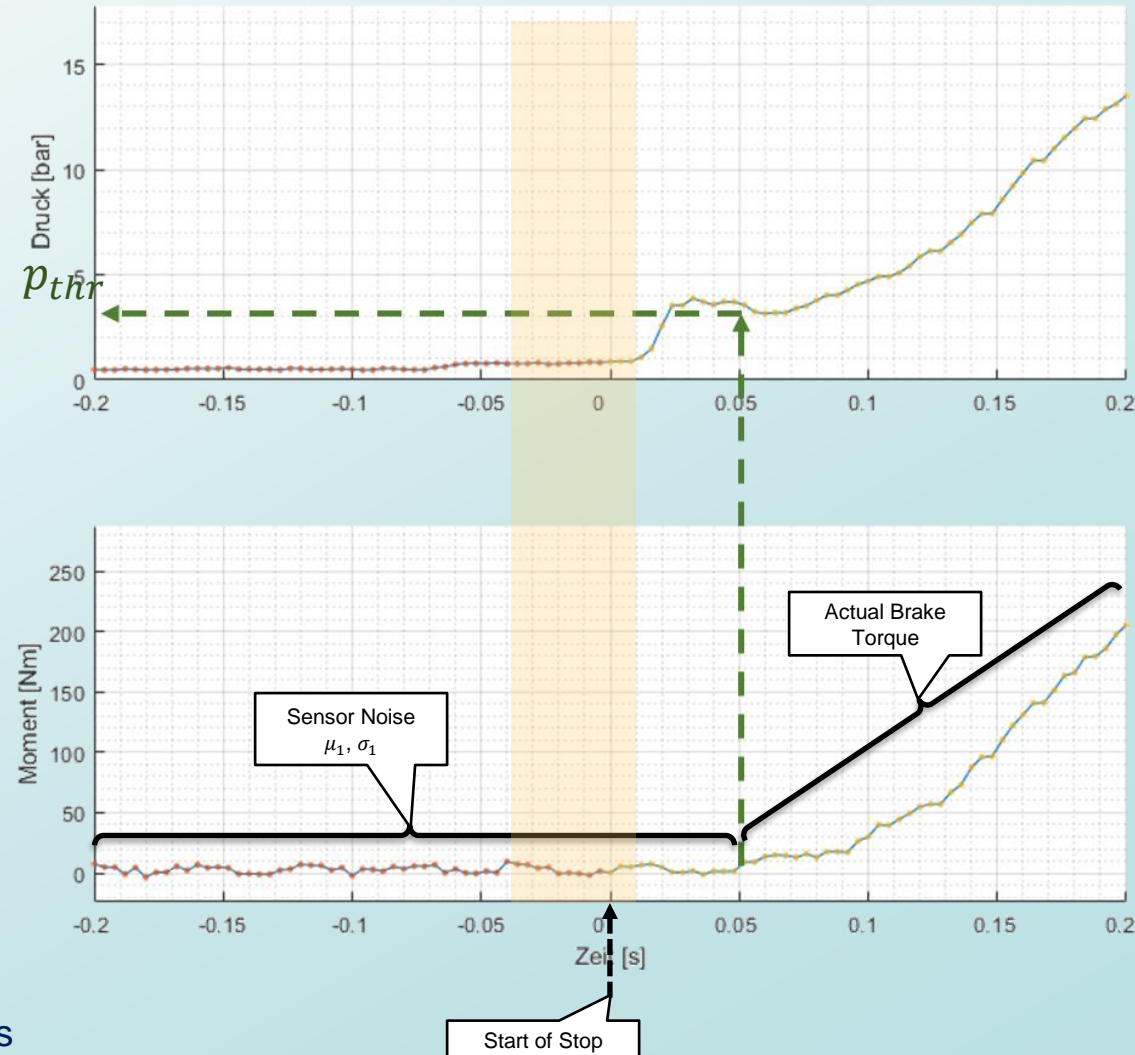 15
10
5
0
Druck [bar]
p_thr
-0.2 -0.15 -0.1 -0.05 0 0.05 0.1 0.15 0.2
250
200
150
100
50
0
Moment [Nm]
Sensor Noise
μ₁, σ₁
Actual Brake
Torque
-0.2 -0.15 -0.1 -0.05 0 0.05 0.1 0.15 0.2
[s]
Start of Stop
s